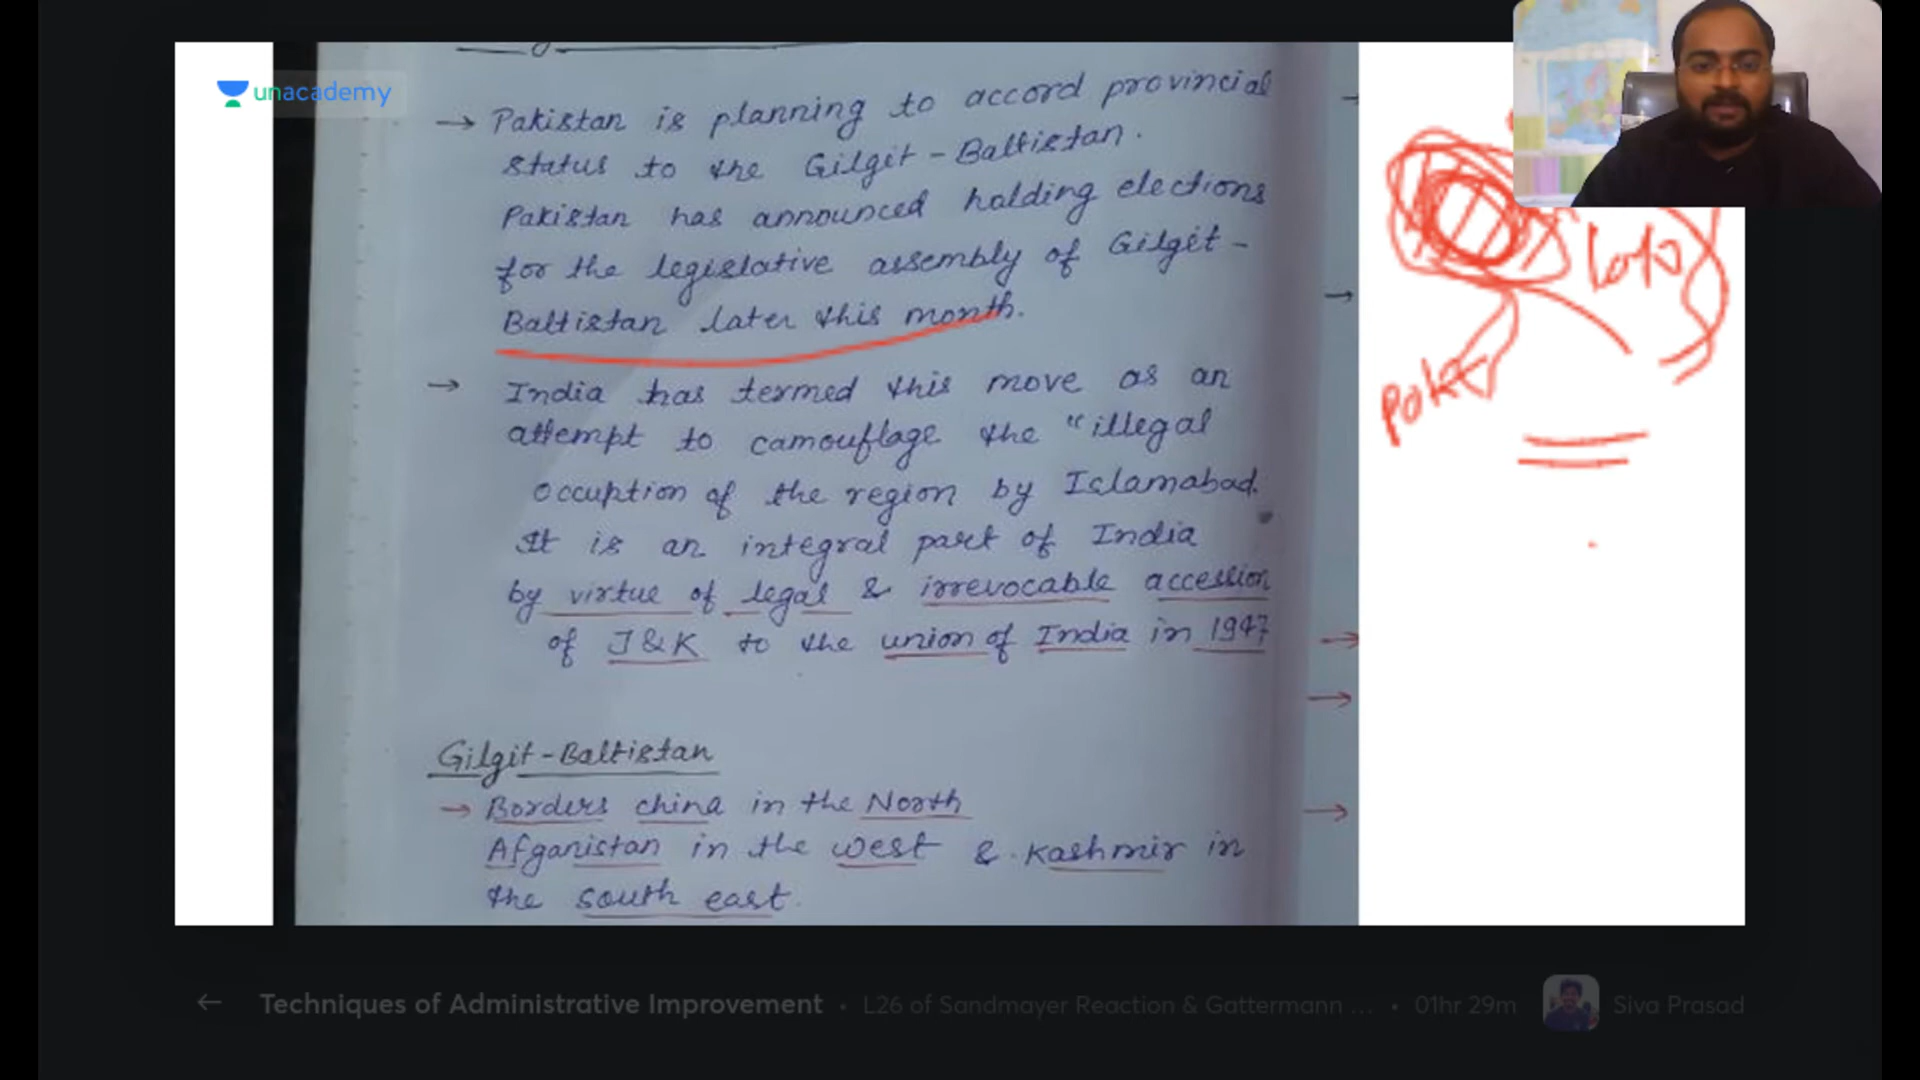 unacademy
→ Pakistan is planning to accord provincial
status to the Gilgit - Baltistan.
Pakistan has announced holding elections
for the legislative assembly of Gilgit -
Baltistan later this month.
→ India has termed this move as an
attempt to camouflage the "illegal
occuption of the region by Islamabad.
It is an integral part of India
by virtue of legal & irrevocable accession
of J&K to the union of India in 1947
Gilgit - Baltistan
→ Borders china in the North
Afganistan in the west & Kashmir in
the south east.
PoK
Techniques of Administrative Improvement • L26 of Sandmayer Reaction & Gattermann ... • 01hr 29m Siva Prasad